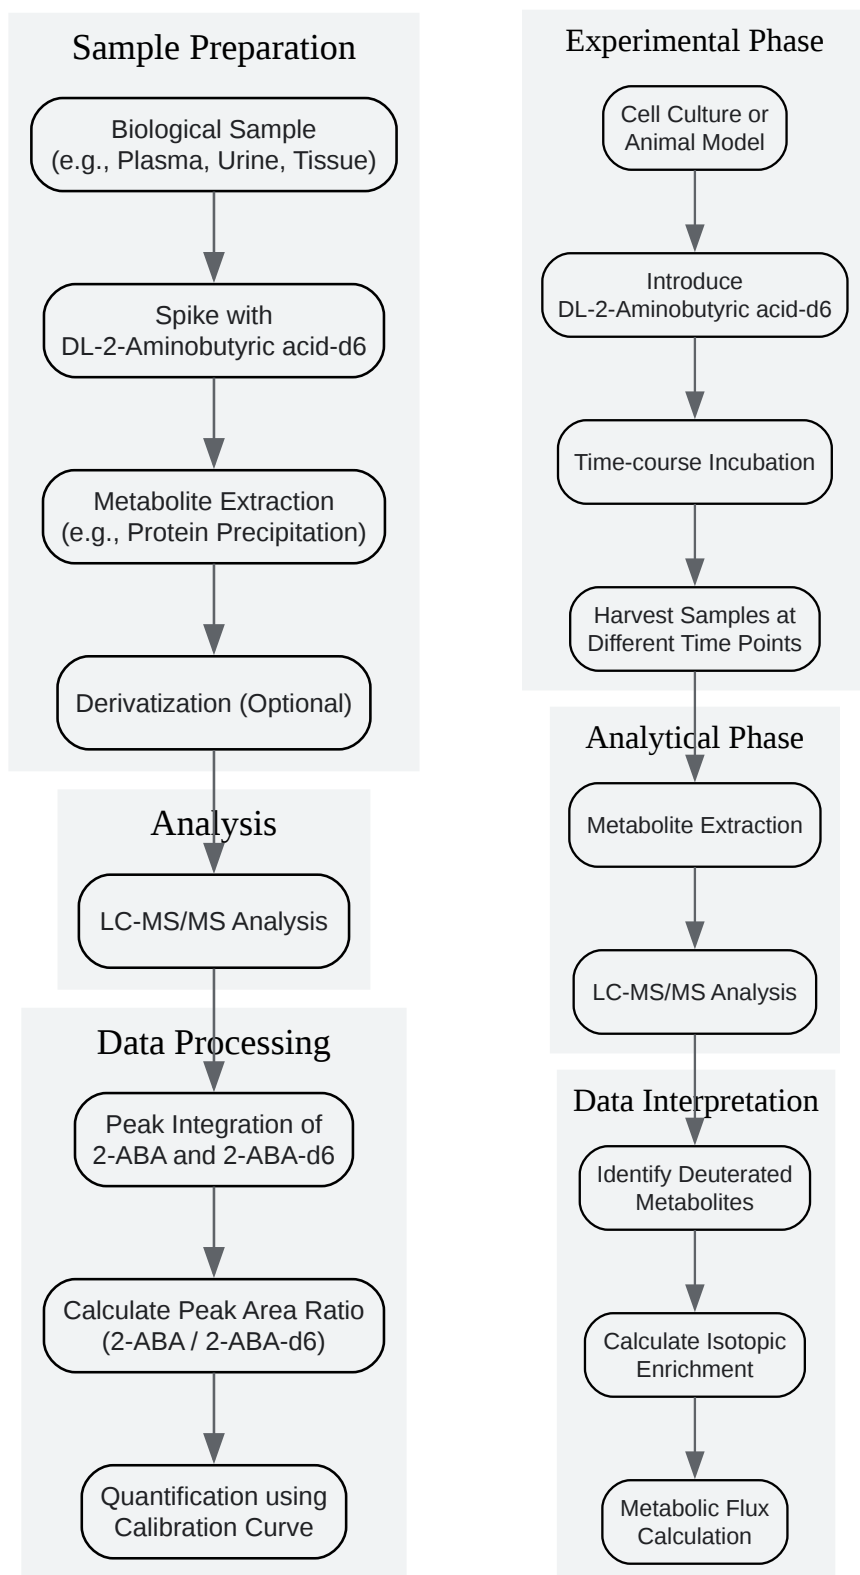 Sample Preparation
Biological Sample
(e.g., Plasma, Urine, Tissue)
Spike with
DL-2-Aminobutyric acid-d6
Metabolite Extraction
(e.g., Protein Precipitation)
Derivatization (Optional)
Analysis
LC-MS/MS Analysis
Data Processing
Peak Integration of
2-ABA and 2-ABA-d6
Calculate Peak Area Ratio
(2-ABA / 2-ABA-d6)
Quantification using
Calibration Curve
Experimental Phase
Cell Culture or
Animal Model
Introduce
DL-2-Aminobutyric acid-d6
Time-course Incubation
Harvest Samples at
Different Time Points
Analytical Phase
Metabolite Extraction
LC-MS/MS Analysis
Data Interpretation
Identify Deuterated
Metabolites
Calculate Isotopic
Enrichment
Metabolic Flux
Calculation